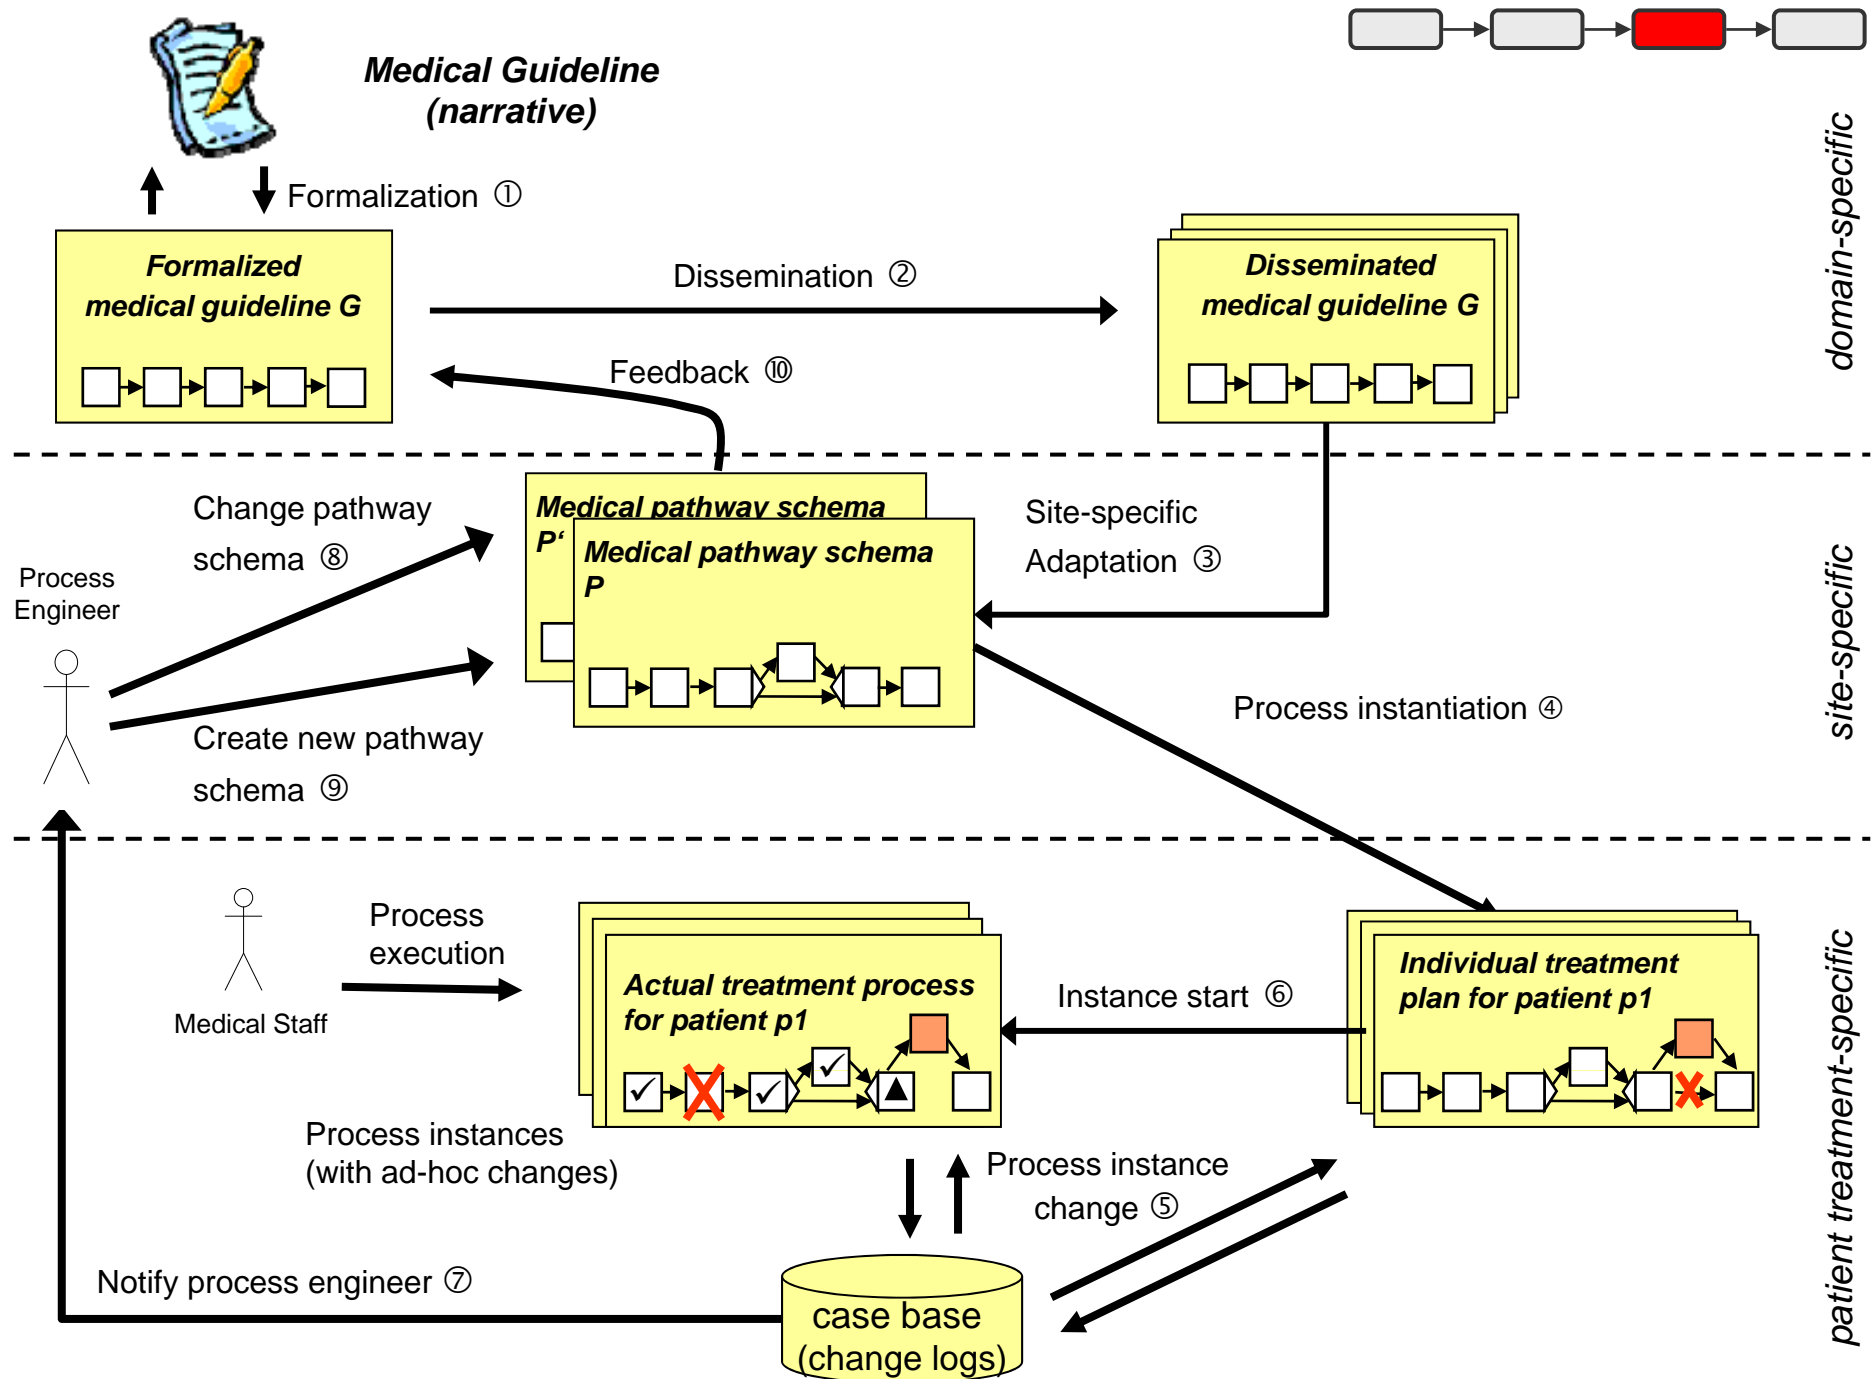 Medical Guideline
(narrative)
domain-specific
Formalization ①
Formalized
medical guideline G
Dissemination ②
Disseminated
medical guideline G
Feedback ⑩
Change pathway
schema ⑧
Medical pathway schema
P‘
Medical pathway schema
P
Site-specific
Adaptation ③
site-specific
Process
Engineer
Process instantiation ④
Create new pathway
schema ⑨
Process
execution
Medical Staff
Actual treatment process
for patient p1
Instance start ⑥
Individual treatment
plan for patient p1
patient treatment-specific
Process instances
(with ad-hoc changes)
Process instance
change ⑤
Notify process engineer ⑦
case base
(change logs)